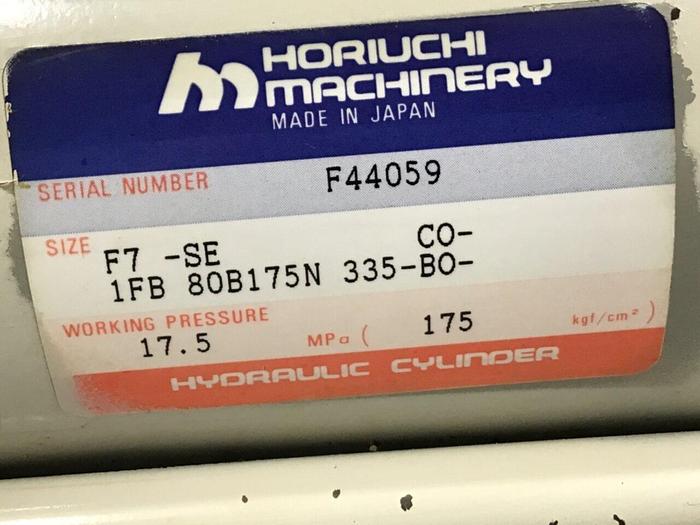 HORIUCHI
MACHINERY
MADE IN JAPAN
SERIAL NUMBER F44059
SIZE F7 -SE CO-
1FB 80B175N 335-BO-
WORKING PRESSURE
17.5 MPa ( 175 kgf/cm² )
HYDRAULIC CYLINDER